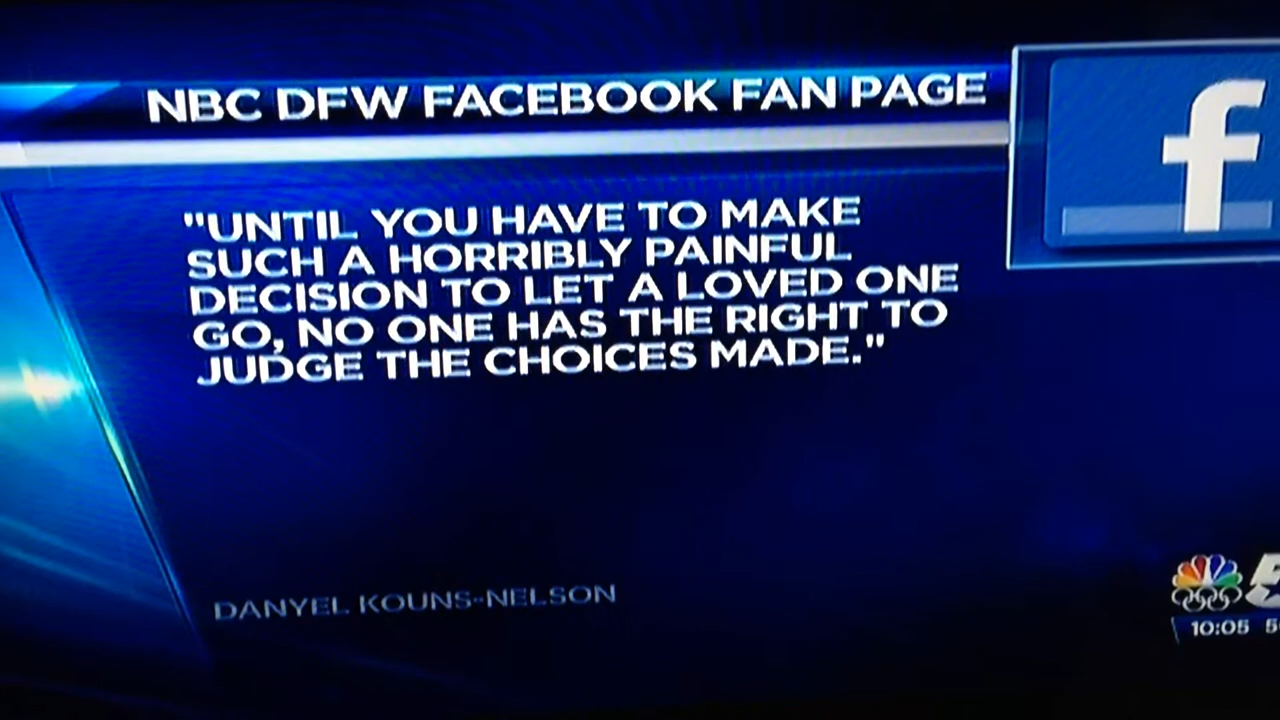 NBC DFW FACEBOOK FAN PAGE
f
"UNTIL YOU HAVE TO MAKE
SUCH A HORRIBLY PAINFUL
DECISION TO LET A LOVED ONE
GO, NO ONE HAS THE RIGHT TO
JUDGE THE CHOICES MADE."
DANYEL KOUNS-NELSON
5
10:05